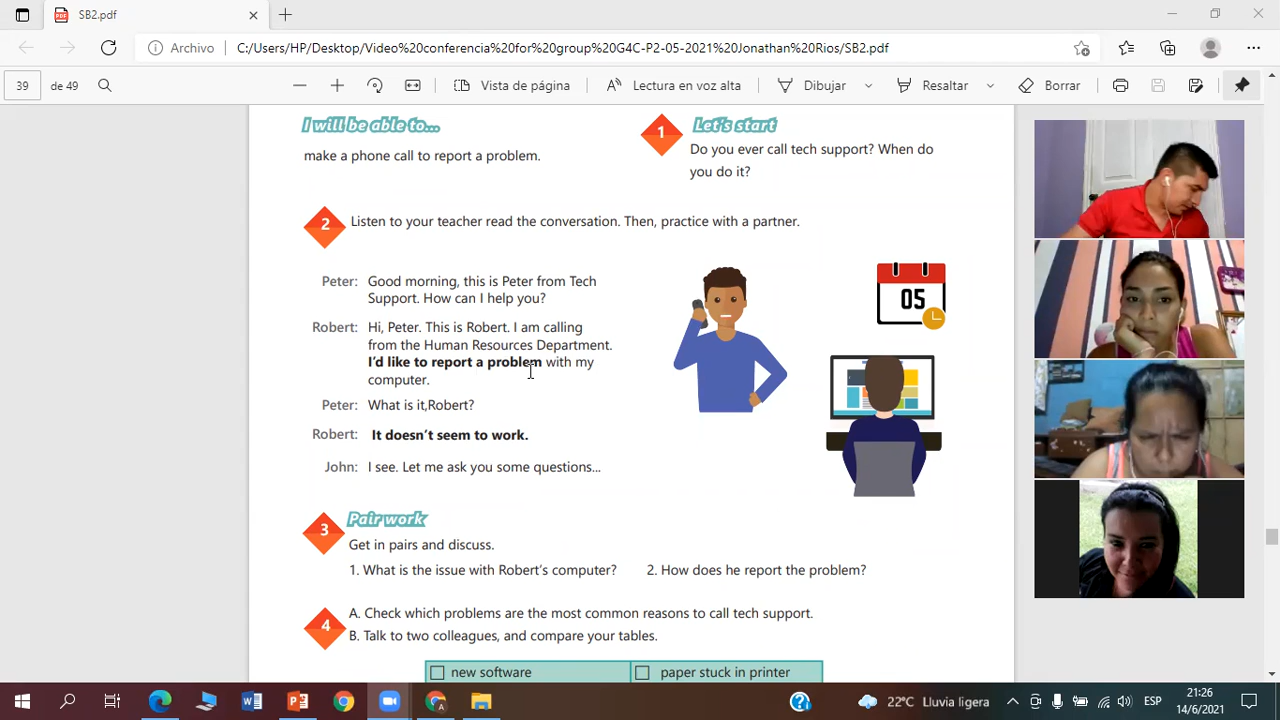 SB2.pdf
Archivo
C:/Users/HP/Desktop/Video%20conferencia%20for%20group%20G4C-P2-05-2021%20Jonathan%20Rios/SB2.pdf
39 de 49
Vista de página
Lectura en voz alta
Dibujar
Resaltar
Borrar
I will be able to...
make a phone call to report a problem.
1 Let's start
Do you ever call tech support? When do
you do it?
2 Listen to your teacher read the conversation. Then, practice with a partner.
Peter: Good morning, this is Peter from Tech
Support. How can I help you?
Robert: Hi, Peter. This is Robert. I am calling
from the Human Resources Department.
I'd like to report a problem with my
computer.
Peter: What is it,Robert?
Robert: It doesn't seem to work.
John: I see. Let me ask you some questions...
05
3 Pair work
Get in pairs and discuss.
1. What is the issue with Robert's computer? 2. How does he report the problem?
4 A. Check which problems are the most common reasons to call tech support.
B. Talk to two colleagues, and compare your tables.
new software paper stuck in printer
22°C Lluvia ligera
ESP
21:26
14/6/2021